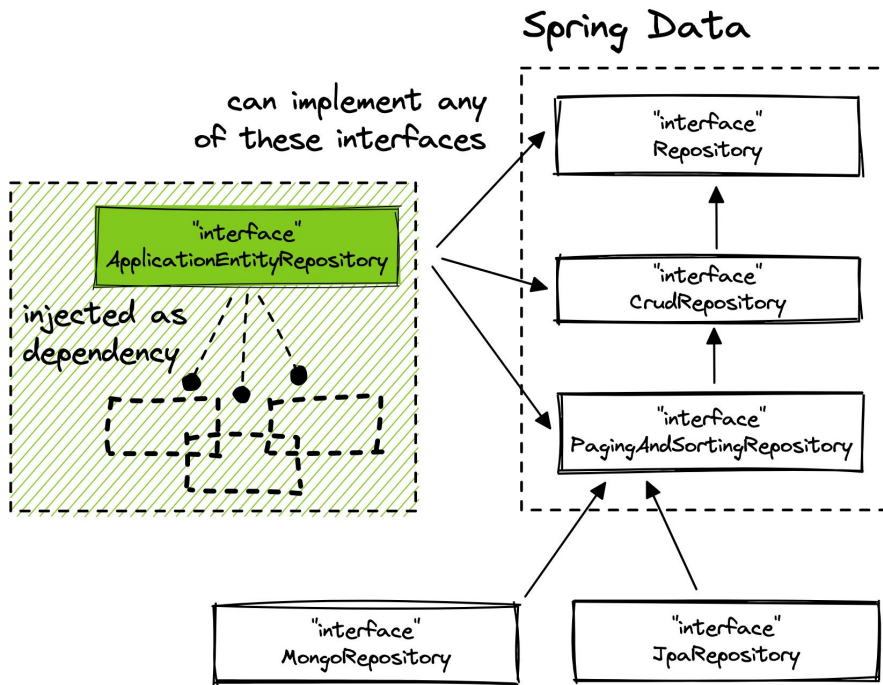 Spring Data
can implement any
of these interfaces
"interface"
Repository
"interface"
ApplicationEntityRepository
injected as
dependency
"interface"
CrudRepository
"interface"
PagingAndSortingRepository
"interface"
MongoRepository
"interface"
JpaRepository